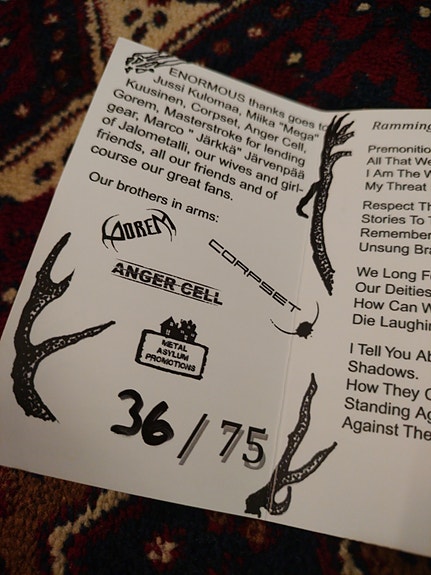 ENORMOUS thanks goes to
Jussi Kulomaa, Miika "Mega"
Kuusinen, Corpset, Anger Cell,
Gorem, Masterstroke for lending
gear, Marco " Järkkä" Järvenpää
of Jalometalli, our wives and girl-
friends, all our friends and of
course our great fans.
Our brothers in arms:
GOREM
CORPSET
ANGER CELL
METAL
ASYLUM
PROMOTIONS
36 / 75
Ramming
Premonitio
All That We
I Am The W
My Threat
Respect Th
Stories To T
Remember
Unsung Bra
We Long Fo
Our Deities
How Can W
Die Laughin
I Tell You Ab
Shadows.
How They C
Standing Ag
Against The